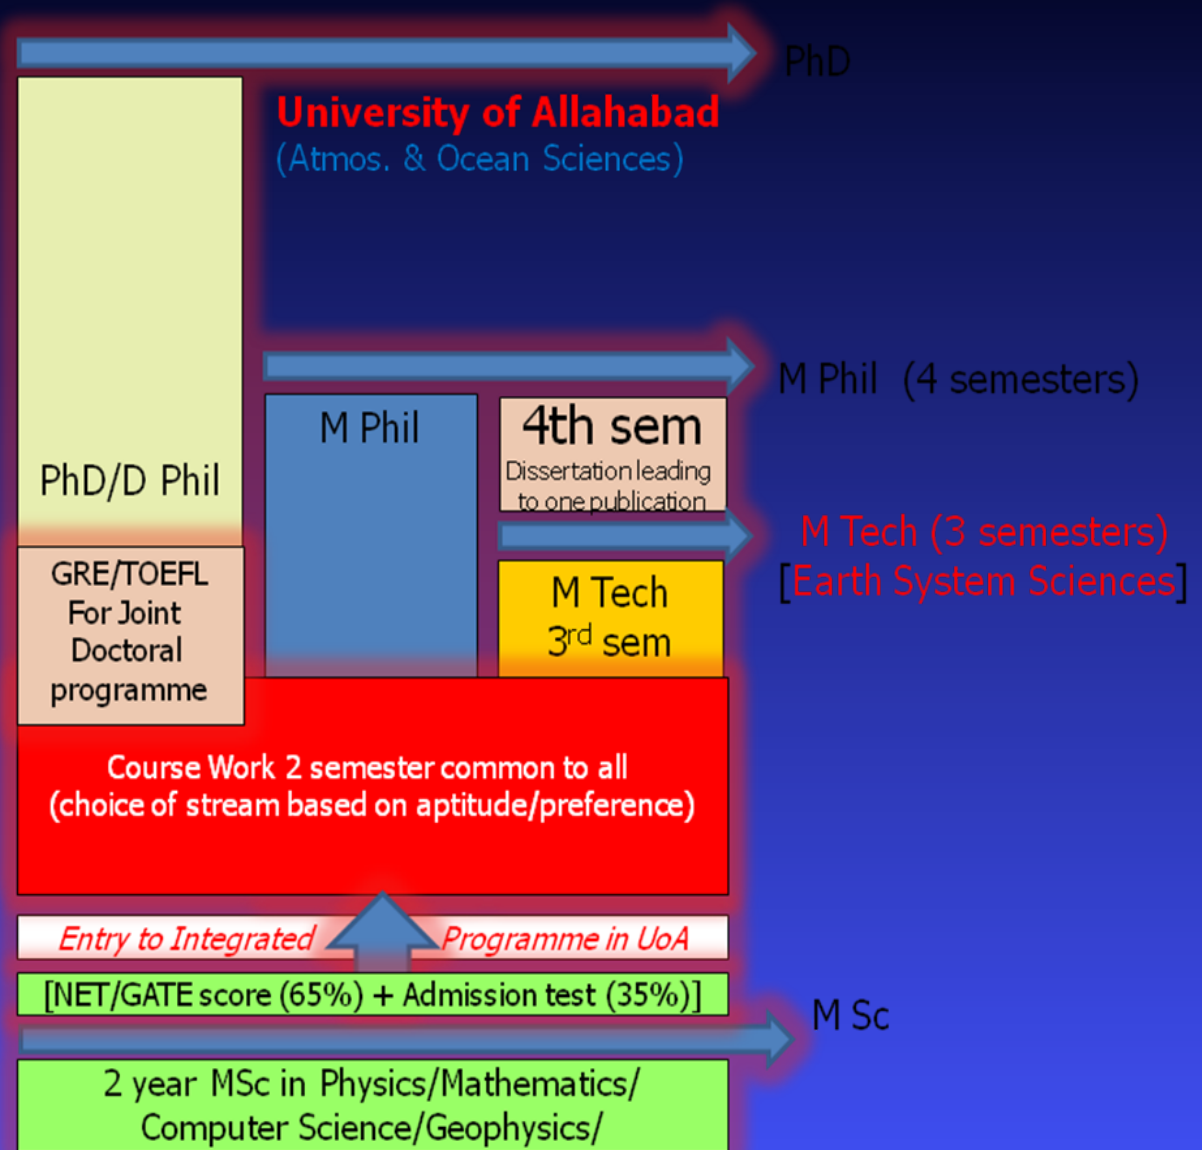 PhD
University of Allahabad
(Atmos. & Ocean Sciences)
M Phil (4 semesters)
M Phil
4th sem
Dissertation leading
to one publication
PhD/D Phil
M Tech (3 semesters)
[Earth System Sciences]
GRE/TOEFL
For Joint
Doctoral
programme
M Tech
3rd sem
Course Work 2 semester common to all
(choice of stream based on aptitude/preference)
Entry to Integrated Programme in UoA
[NET/GATE score (65%) + Admission test (35%)]
M Sc
2 year MSc in Physics/Mathematics/
Computer Science/Geophysics/